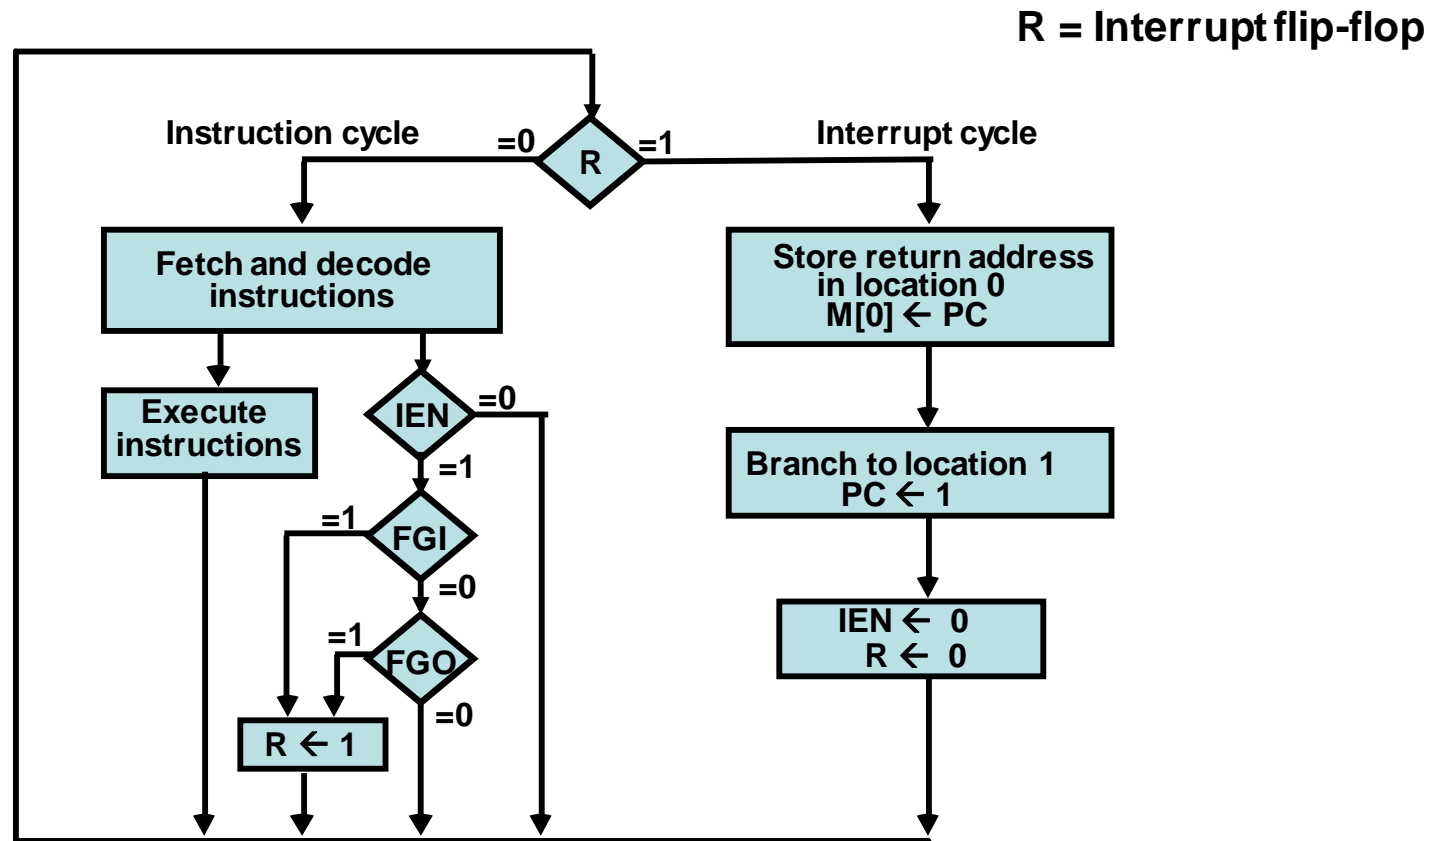 R = Interrupt flip-flop
Instruction cycle
=0
R
=1
Interrupt cycle
Fetch and decode
instructions
Store return address
in location 0
M[0] ← PC
Execute
instructions
IEN
=0
=1
Branch to location 1
PC ← 1
=1
FGI
=0
IEN ← 0
R ← 0
=1
FGO
=0
R ← 1